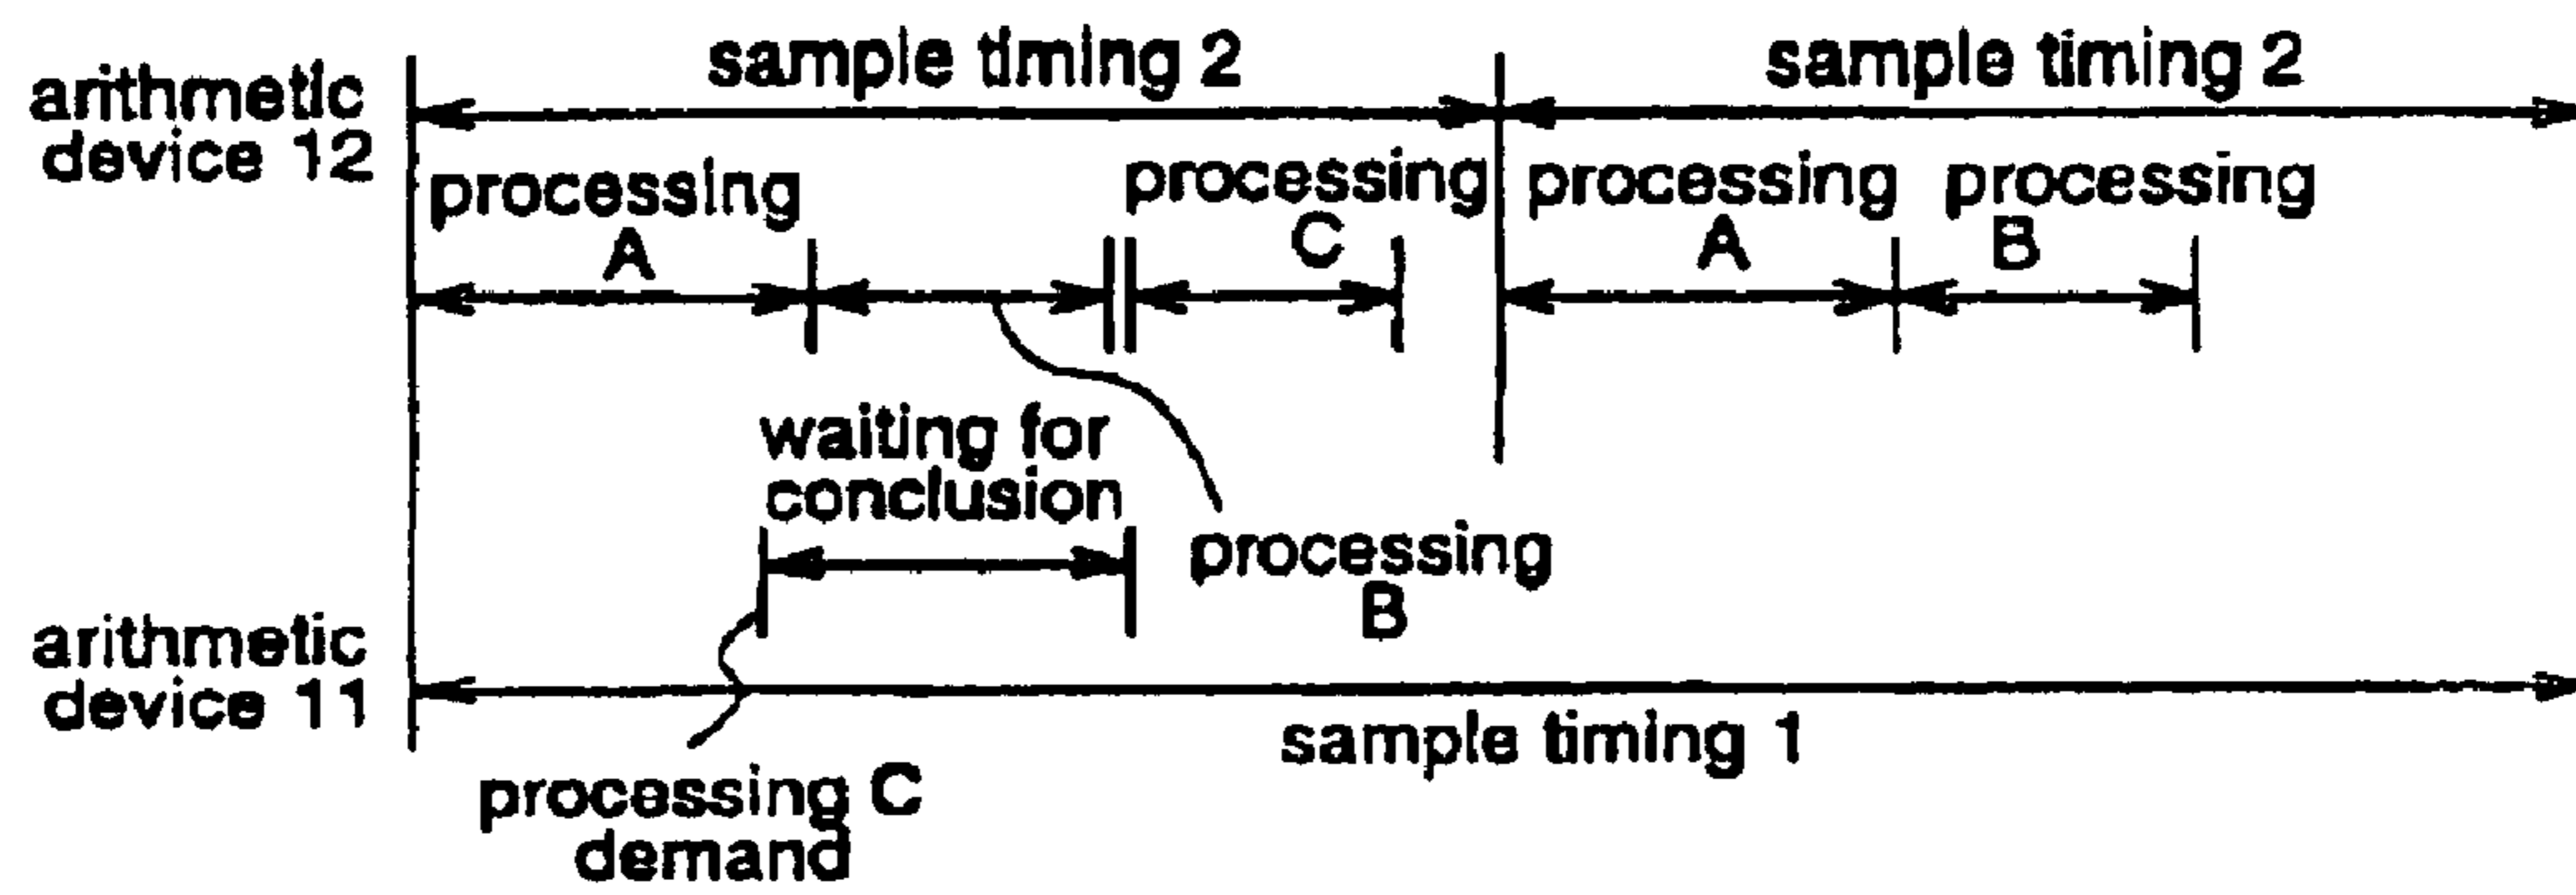 sample timing 2
sample timing 2
arithmetic
device 12
processing
A
processing
C
processing
A
processing
B
waiting for
conclusion
processing
B
arithmetic
device 11
sample timing 1
processing C
demand